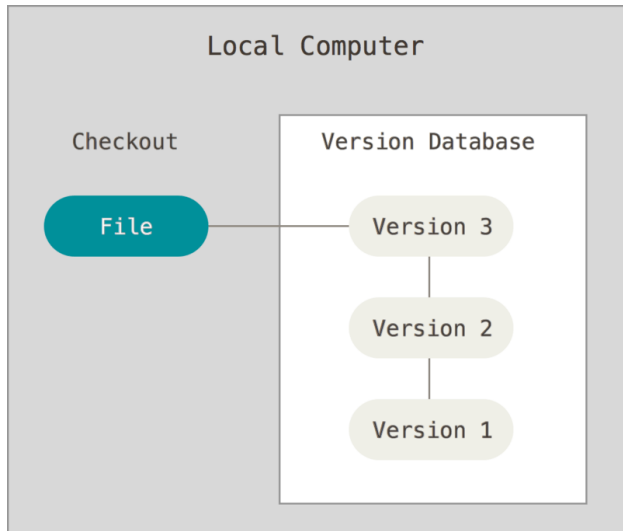 Local Computer
Checkout
Version Database
File
Version 3
Version 2
Version 1